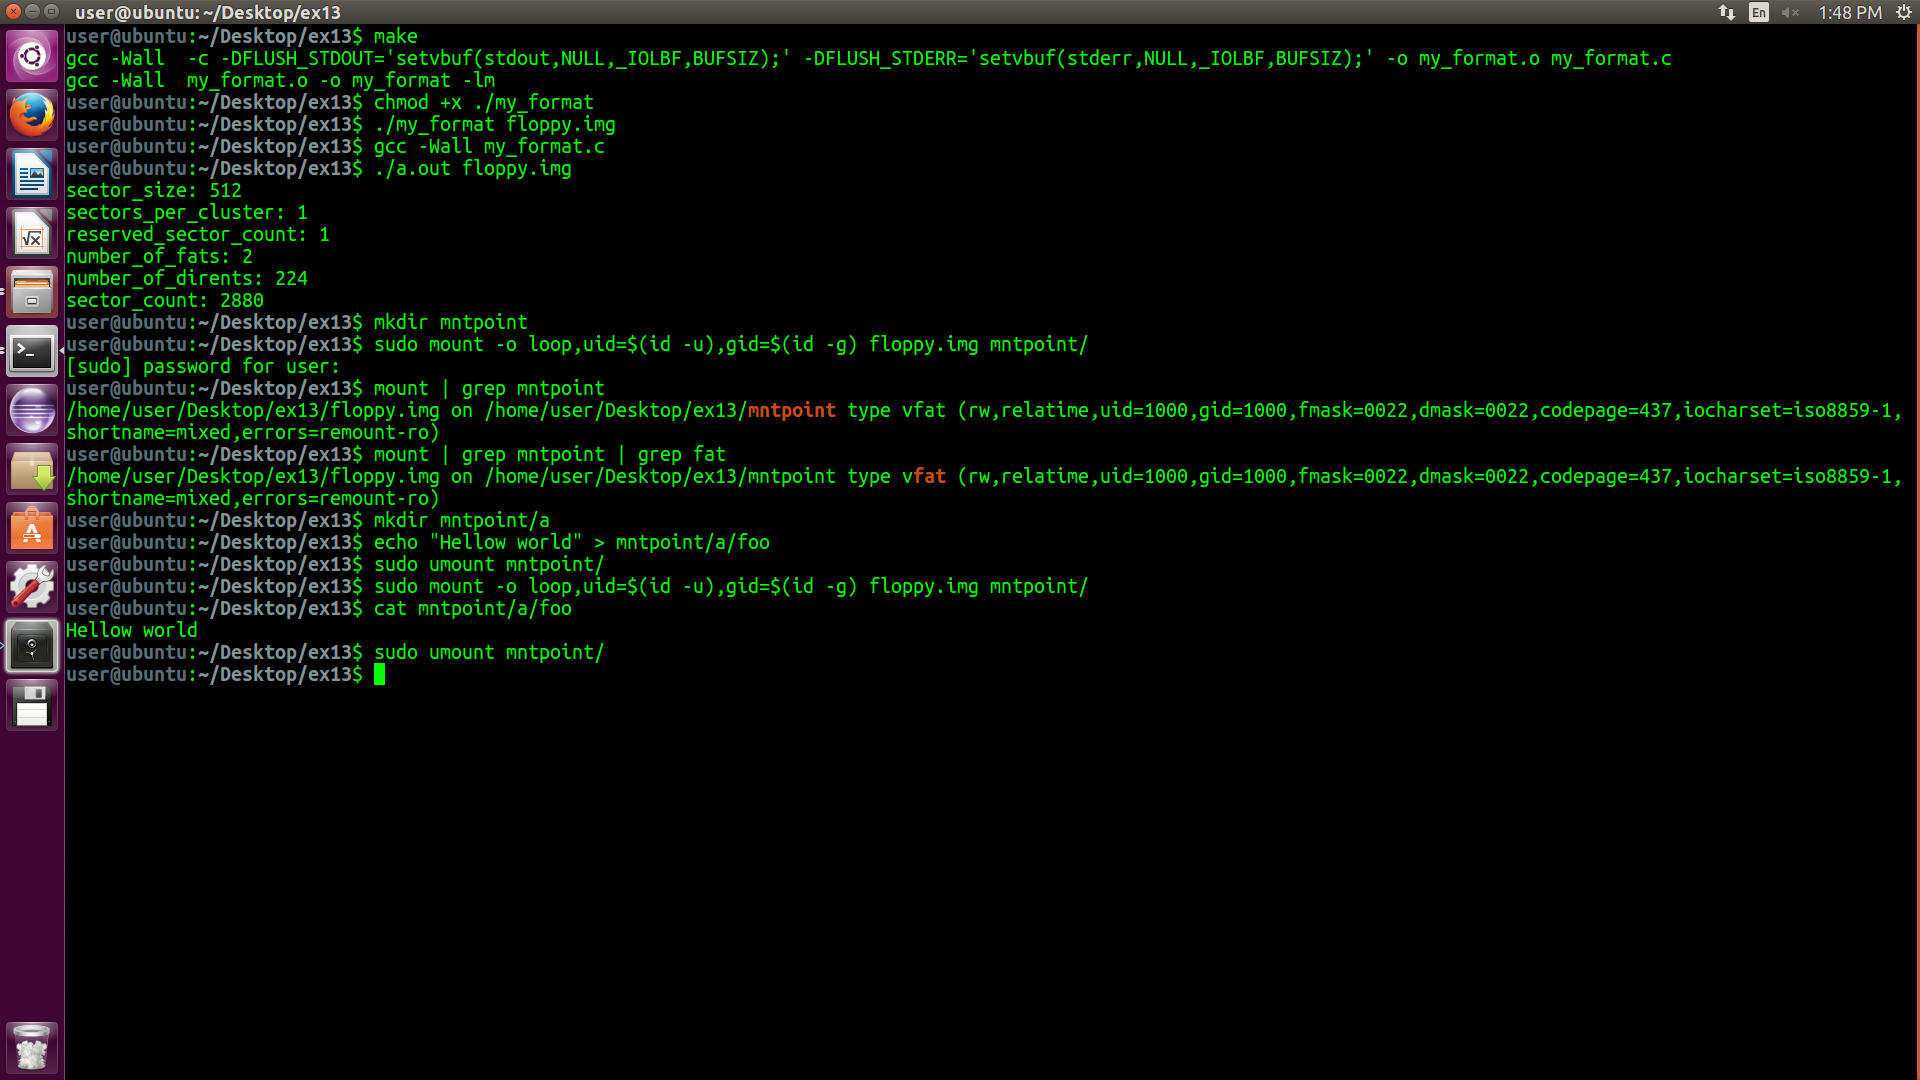 user@ubuntu: ~/Desktop/ex13
En
1:48 PM
user@ubuntu:~/Desktop/ex13$ make
gcc -Wall  -c -DFLUSH_STDOUT='setvbuf(stdout,NULL,_IOLBF,BUFSIZ);' -DFLUSH_STDERR='setvbuf(stderr,NULL,_IOLBF,BUFSIZ);' -o my_format.o my_format.c
gcc -Wall  my_format.o -o my_format -lm
user@ubuntu:~/Desktop/ex13$ chmod +x ./my_format
user@ubuntu:~/Desktop/ex13$ ./my_format floppy.img
user@ubuntu:~/Desktop/ex13$ gcc -Wall my_format.c
user@ubuntu:~/Desktop/ex13$ ./a.out floppy.img
sector_size: 512
sectors_per_cluster: 1
reserved_sector_count: 1
number_of_fats: 2
number_of_dirents: 224
sector_count: 2880
user@ubuntu:~/Desktop/ex13$ mkdir mntpoint
user@ubuntu:~/Desktop/ex13$ sudo mount -o loop,uid=$(id -u),gid=$(id -g) floppy.img mntpoint/
[sudo] password for user:
user@ubuntu:~/Desktop/ex13$ mount | grep mntpoint
/home/user/Desktop/ex13/floppy.img on /home/user/Desktop/ex13/mntpoint type vfat (rw,relatime,uid=1000,gid=1000,fmask=0022,dmask=0022,codepage=437,iocharset=iso8859-1,
shortname=mixed,errors=remount-ro)
user@ubuntu:~/Desktop/ex13$ mount | grep mntpoint | grep fat
/home/user/Desktop/ex13/floppy.img on /home/user/Desktop/ex13/mntpoint type vfat (rw,relatime,uid=1000,gid=1000,fmask=0022,dmask=0022,codepage=437,iocharset=iso8859-1,
shortname=mixed,errors=remount-ro)
user@ubuntu:~/Desktop/ex13$ mkdir mntpoint/a
user@ubuntu:~/Desktop/ex13$ echo "Hellow world" > mntpoint/a/foo
user@ubuntu:~/Desktop/ex13$ sudo umount mntpoint/
user@ubuntu:~/Desktop/ex13$ sudo mount -o loop,uid=$(id -u),gid=$(id -g) floppy.img mntpoint/
user@ubuntu:~/Desktop/ex13$ cat mntpoint/a/foo
Hellow world
user@ubuntu:~/Desktop/ex13$ sudo umount mntpoint/
user@ubuntu:~/Desktop/ex13$